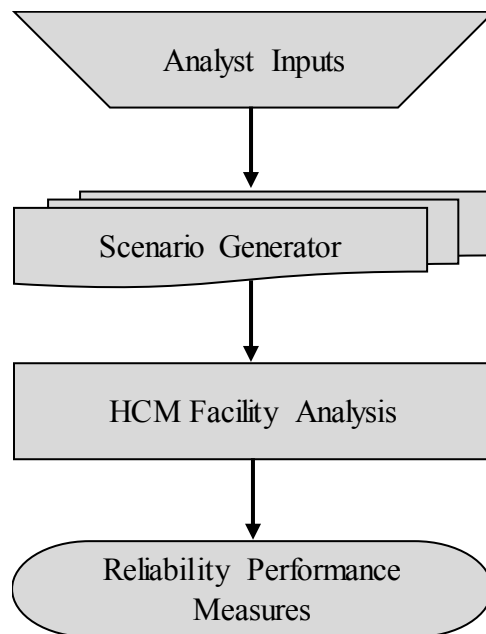 Analyst Inputs
Scenario Generator
HCM Facility Analysis
Reliability Performance
Measures